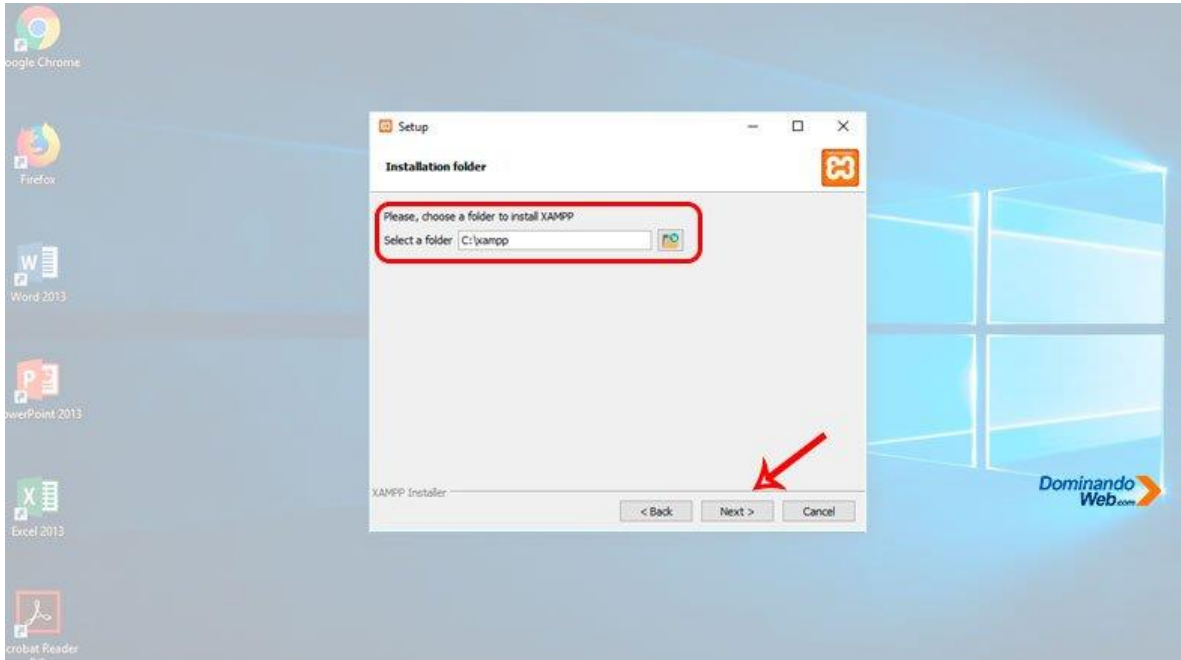 oogle Chrome
Firefox
Word 2013
owerPoint 2013
Excel 2013
crobat Reader
Setup
Installation folder
Please, choose a folder to install XAMPP
Select a folder C:\xampp
XAMPP Installer
< Back Next > Cancel
Dominando
Web.com